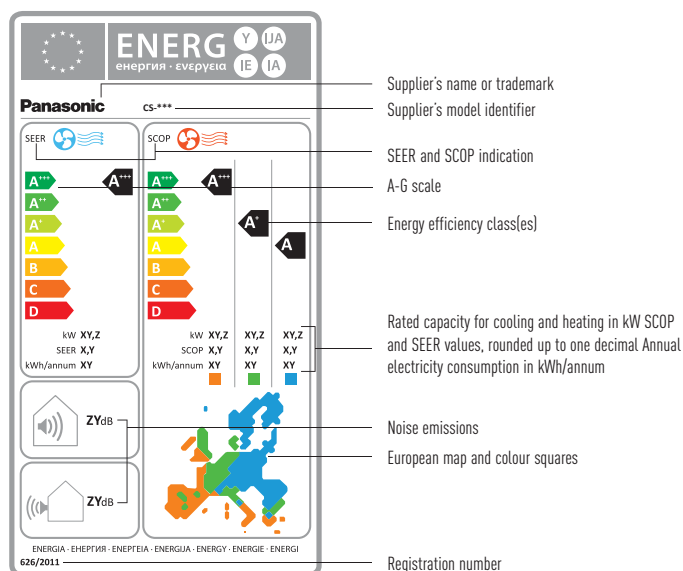 ENERG
енергия · ενεργεια
Y
IJA
IE
IA
Panasonic
CS-***
SEER
A+++
A++
A+
A
B
C
D
A+++
kW XY,Z
SEER X,Y
kWh/annum XY
SCOP
A+++
A++
A+
A
B
C
D
A+++
A+
A
kW XY,Z XY,Z XY,Z
SCOP X,Y X,Y X,Y
kWh/annum XY XY XY
ZYdB
ZYdB
ENERGIA · ЕНЕРГИЯ · ΕΝΕΡΓΕΙΑ · ENERGIJA · ENERGY · ENERGIE · ENERGI
626/2011
Supplier's name or trademark
Supplier's model identifier
SEER and SCOP indication
A-G scale
Energy efficiency class(es)
Rated capacity for cooling and heating in kW SCOP
and SEER values, rounded up to one decimal Annual
electricity consumption in kWh/annum
Noise emissions
European map and colour squares
Registration number